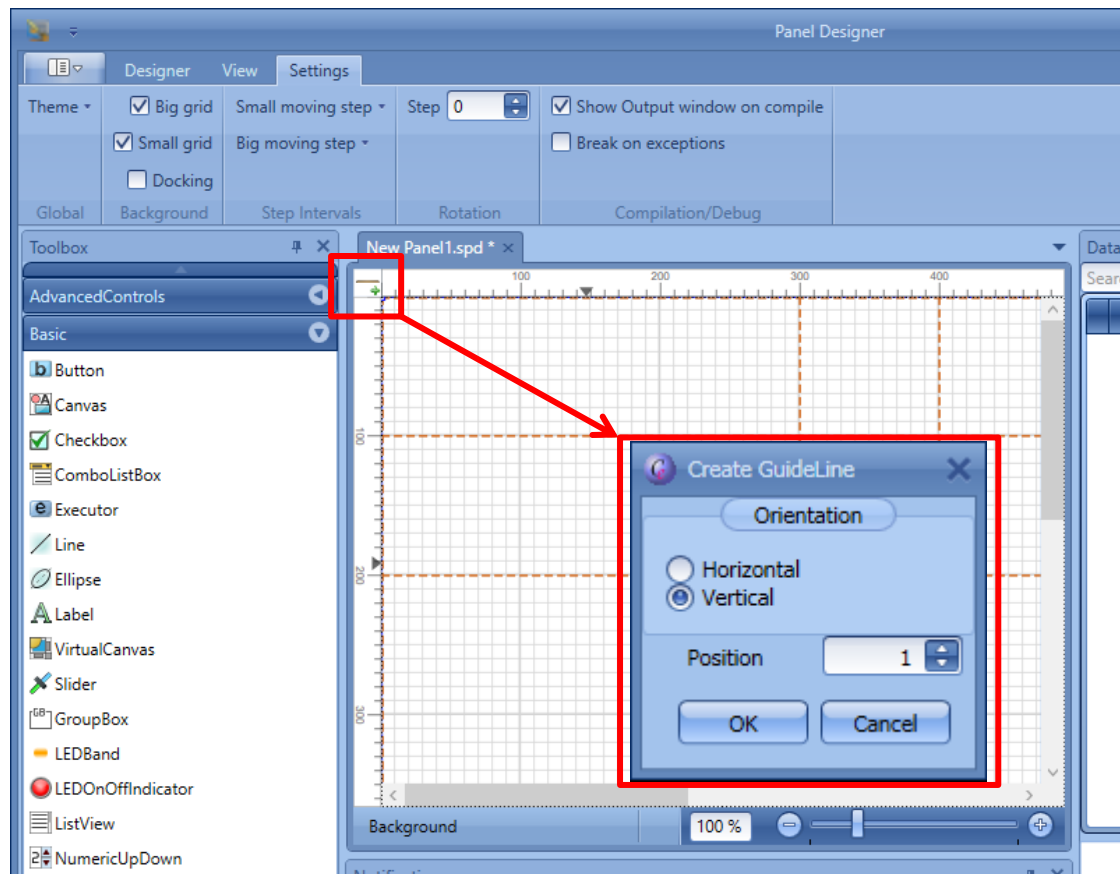 Panel Designer
Designer View Settings
Theme Big grid Small moving step Step 0 Show Output window on compile
Small grid Big moving step Break on exceptions
Docking
Global Background Step Intervals Rotation Compilation/Debug
Toolbox
New Panel1.spd *
Data
Sear
100 200 300 400
AdvancedControls
Basic
Button
Canvas
Checkbox
ComboListBox
Executor
Line
Ellipse
Label
VirtualCanvas
Slider
GroupBox
LEDBand
LEDOnOffIndicator
ListView
NumericUpDown
100
200
300
Create GuideLine
Orientation
Horizontal
Vertical
Position 1
OK Cancel
Background 100 %